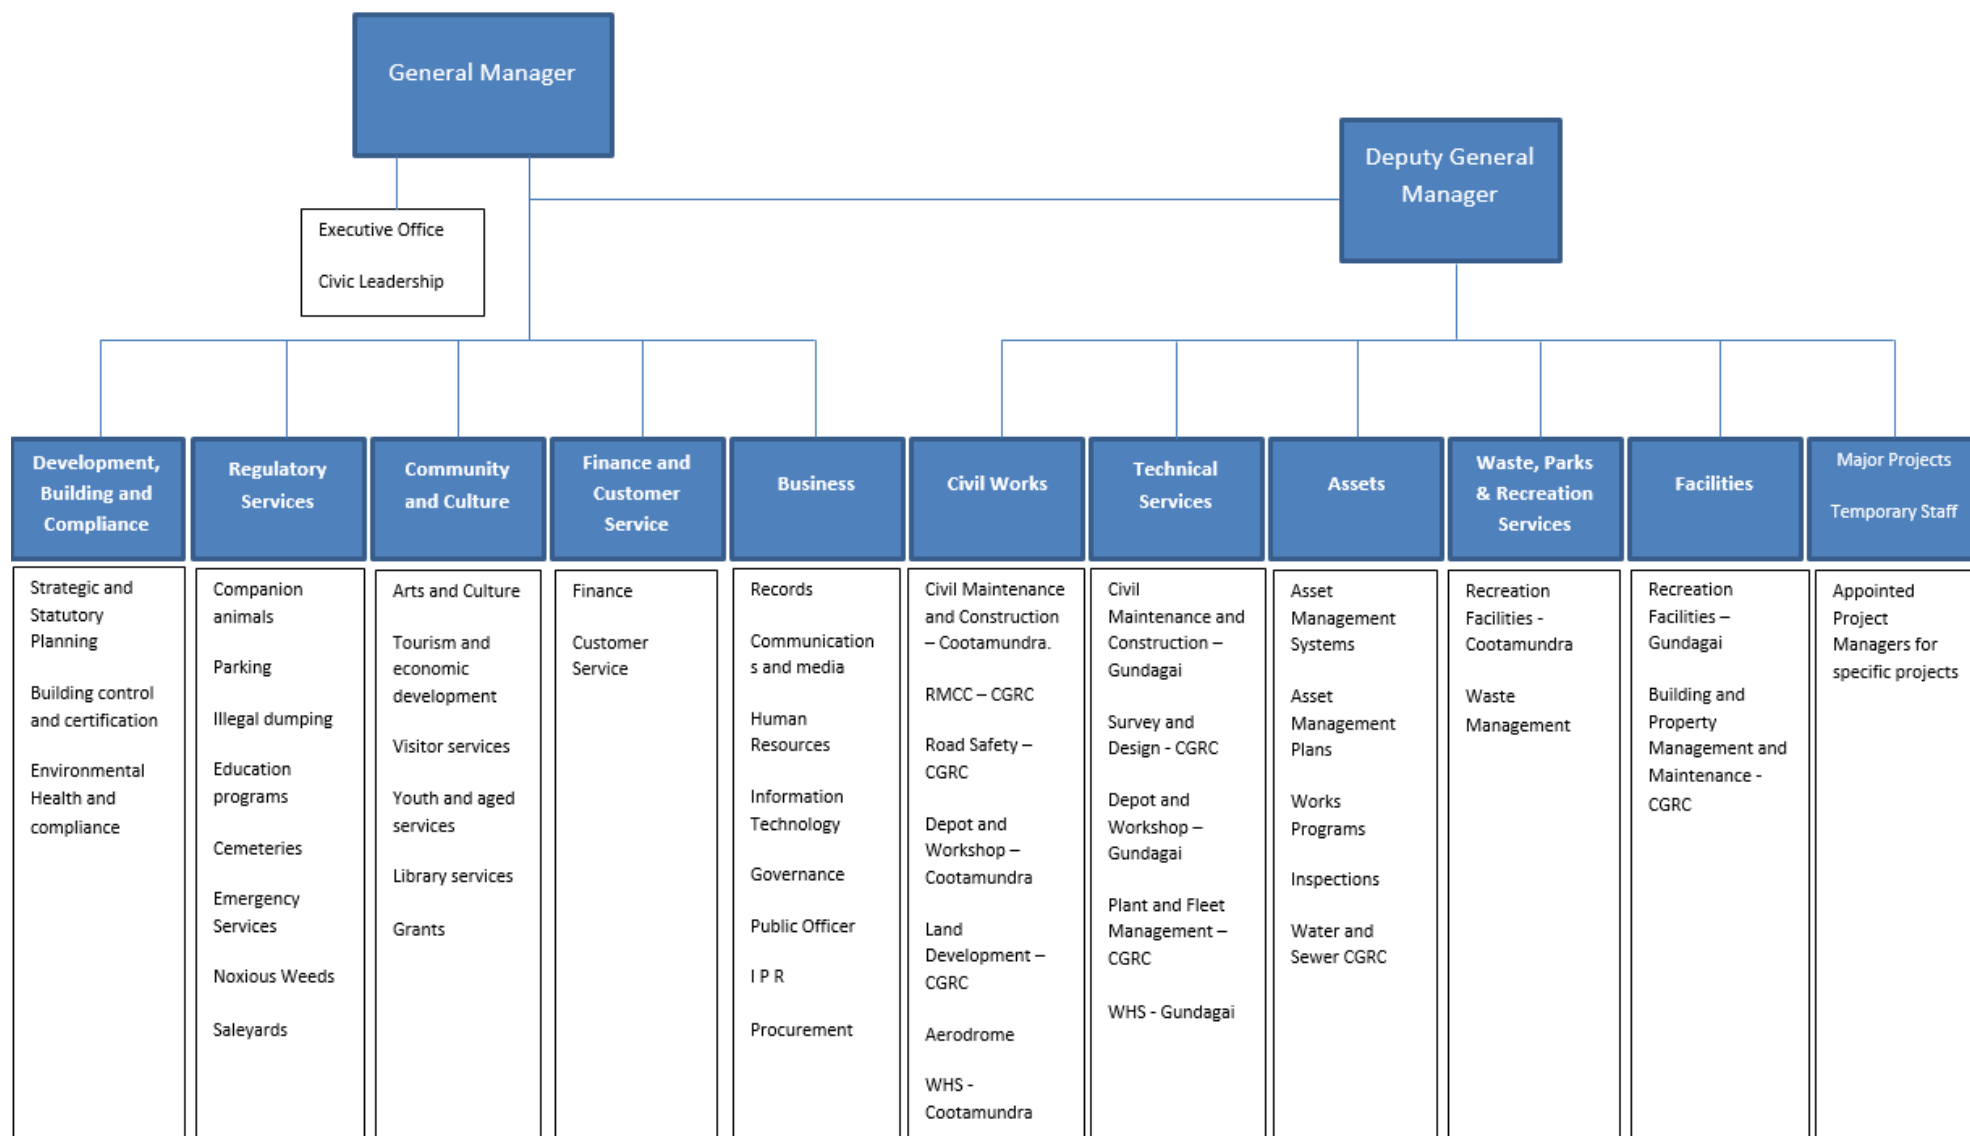 General Manager
Deputy General
Manager
Executive Office
Civic Leadership
Development,
Building and
Compliance
Regulatory
Services
Community
and Culture
Finance and
Customer
Service
Business
Civil Works
Technical
Services
Assets
Waste, Parks
& Recreation
Services
Facilities
Major Projects
Temporary Staff
Strategic and
Statutory
Planning
Building control
and certification
Environmental
Health and
compliance
Companion
animals
Parking
Illegal dumping
Education
programs
Cemeteries
Emergency
Services
Noxious Weeds
Saleyards
Arts and Culture
Tourism and
economic
development
Visitor services
Youth and aged
services
Library services
Grants
Finance
Customer
Service
Records
Communication
s and media
Human
Resources
Information
Technology
Governance
Public Officer
I P R
Procurement
Civil Maintenance
and Construction
– Cootamundra.
RMCC – CGRC
Road Safety –
CGRC
Depot and
Workshop –
Cootamundra
Land
Development –
CGRC
Aerodrome
WHS -
Cootamundra
Civil
Maintenance and
Construction –
Gundagai
Survey and
Design - CGRC
Depot and
Workshop –
Gundagai
Plant and Fleet
Management –
CGRC
WHS - Gundagai
Asset
Management
Systems
Asset
Management
Plans
Works
Programs
Inspections
Water and
Sewer CGRC
Recreation
Facilities -
Cootamundra
Waste
Management
Recreation
Facilities –
Gundagai
Building and
Property
Management and
Maintenance -
CGRC
Appointed
Project
Managers for
specific projects